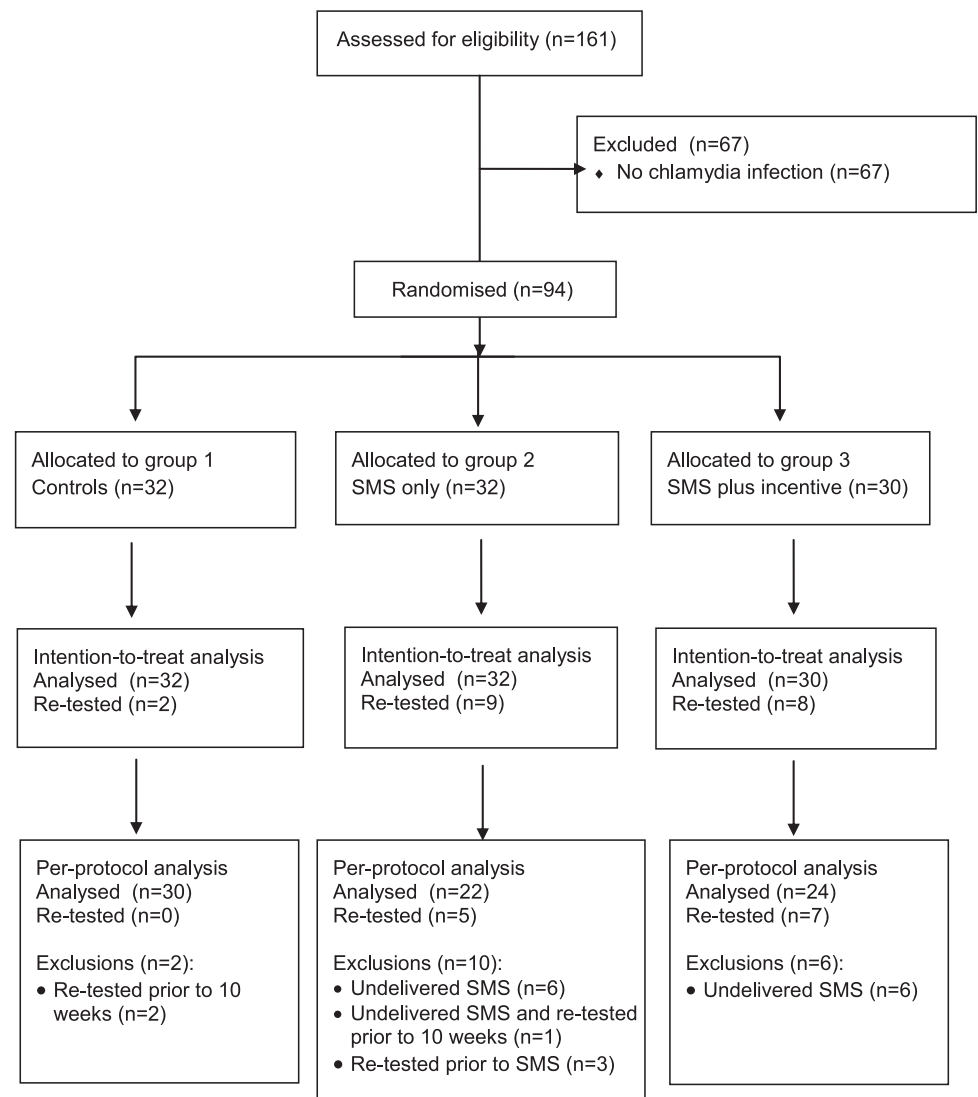 Assessed for eligibility (n=161)
Excluded (n=67)
♦ No chlamydia infection (n=67)
Randomised (n=94)
Allocated to group 1
Controls (n=32)
Allocated to group 2
SMS only (n=32)
Allocated to group 3
SMS plus incentive (n=30)
Intention-to-treat analysis
Analysed (n=32)
Re-tested (n=2)
Intention-to-treat analysis
Analysed (n=32)
Re-tested (n=9)
Intention-to-treat analysis
Analysed (n=30)
Re-tested (n=8)
Per-protocol analysis
Analysed (n=30)
Re-tested (n=0)
Exclusions (n=2):
• Re-tested prior to 10
weeks (n=2)
Per-protocol analysis
Analysed (n=22)
Re-tested (n=5)
Exclusions (n=10):
• Undelivered SMS (n=6)
• Undelivered SMS and re-tested
prior to 10 weeks (n=1)
• Re-tested prior to SMS (n=3)
Per-protocol analysis
Analysed (n=24)
Re-tested (n=7)
Exclusions (n=6):
• Undelivered SMS (n=6)